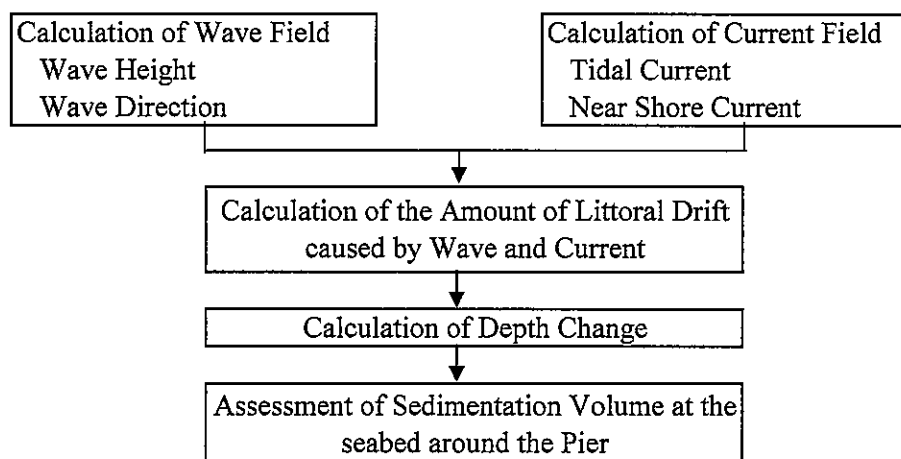 Calculation of Wave Field
Wave Height
Wave Direction
Calculation of Current Field
Tidal Current
Near Shore Current
Calculation of the Amount of Littoral Drift
caused by Wave and Current
Calculation of Depth Change
Assessment of Sedimentation Volume at the
seabed around the Pier